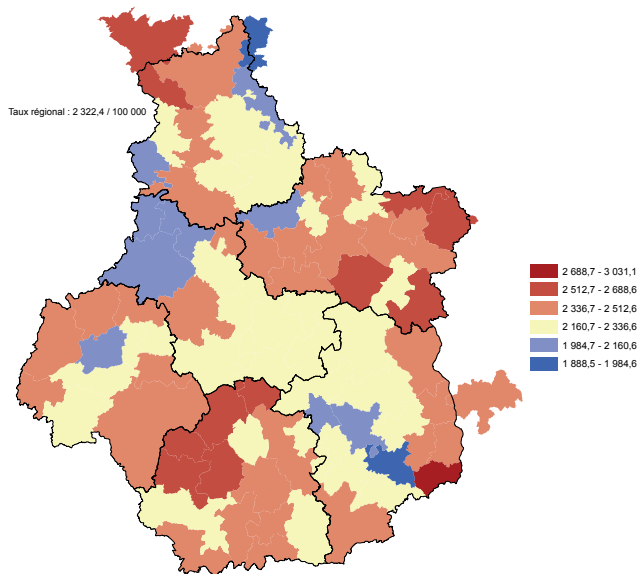 Taux régional : 2 322,4 / 100 000
2 688,7 - 3 031,1
2 512,7 - 2 688,6
2 336,7 - 2 512,6
2 160,7 - 2 336,6
1 984,7 - 2 160,6
1 888,5 - 1 984,6